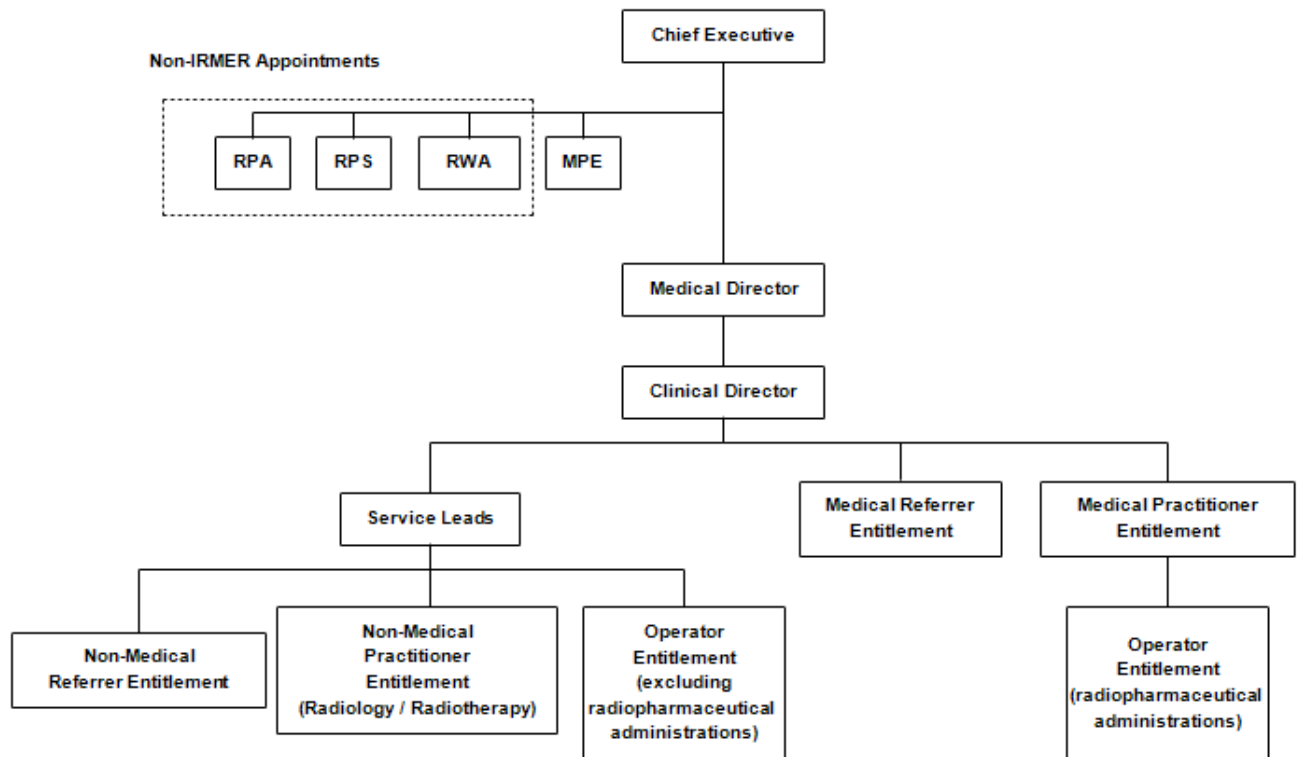 Chief Executive
Non-IRMER Appointments
RPA
RPS
RWA
MPE
Medical Director
Clinical Director
Service Leads
Medical Referrer
Entitlement
Medical Practitioner
Entitlement
Non-Medical
Referrer Entitlement
Non-Medical
Practitioner
Entitlement
(Radiology / Radiotherapy)
Operator
Entitlement
(excluding
radiopharmaceutical
administrations)
Operator
Entitlement
(radiopharmaceutical
administrations)